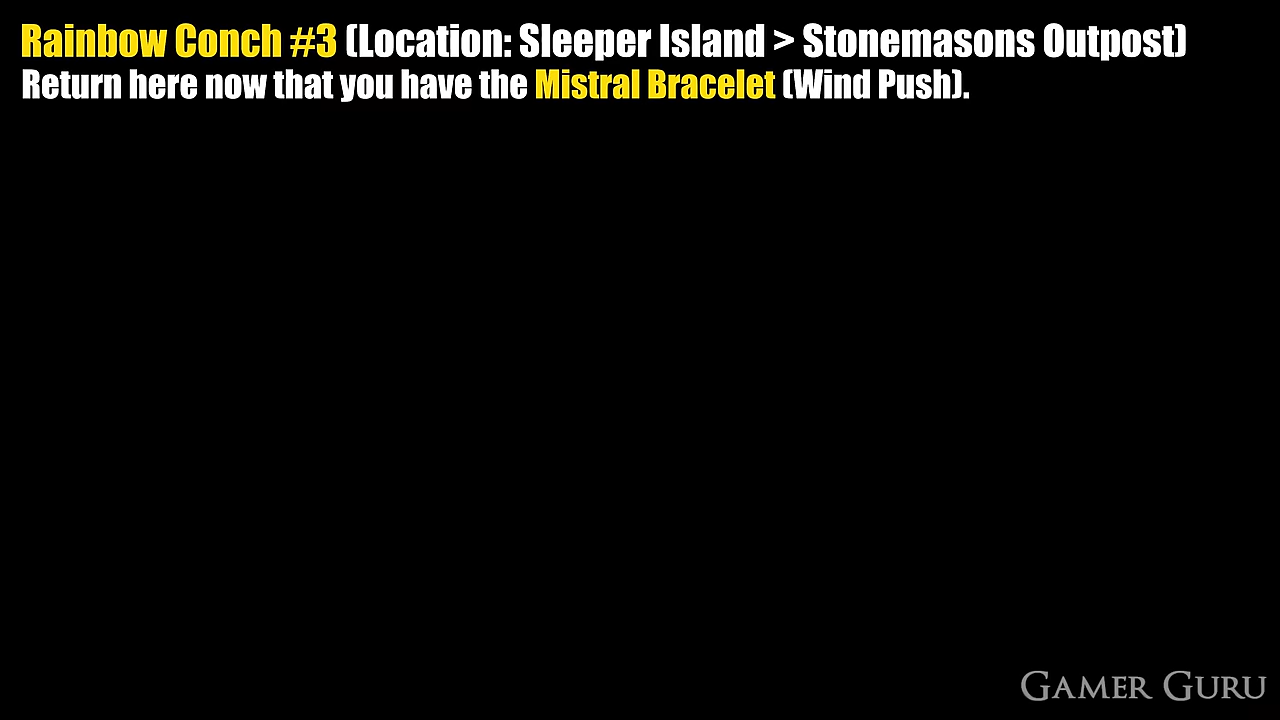 Rainbow Conch #3 (Location: Sleeper Island > Stonemasons Outpost)
Return here now that you have the Mistral Bracelet (Wind Push).
GAMER GURU